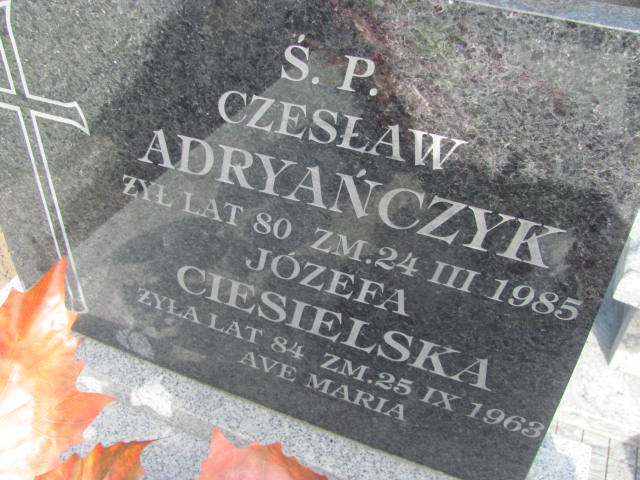 Ś. P.
CZESŁAW
ADRYAŃCZYK
ŻYŁ LAT 80 ZM.24 III 1985
JÓZEFA
CIESIELSKA
ŻYŁA LAT 84 ZM.25 IX 1963
AVE MARIA